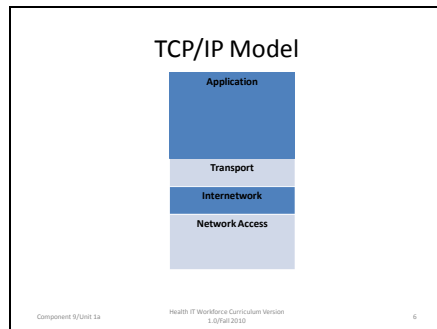 TCP/IP Model
Application
Transport
Internetwork
Network Access
Component 9/Unit 1a
Health IT Workforce Curriculum Version
1.0/Fall 2010
6